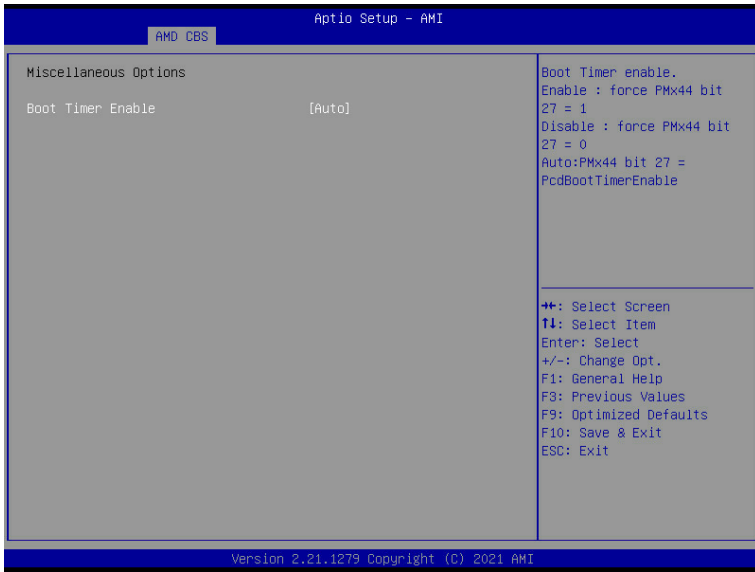 Aptio Setup – AMI
AMD CBS
Miscellaneous Options
Boot Timer Enable [Auto]
Boot Timer enable.
Enable : force PMx44 bit
27 = 1
Disable : force PMx44 bit
27 = 0
Auto:PMx44 bit 27 =
PcdBootTimerEnable
→←: Select Screen
↑↓: Select Item
Enter: Select
+/-: Change Opt.
F1: General Help
F3: Previous Values
F9: Optimized Defaults
F10: Save & Exit
ESC: Exit
Version 2.21.1279 Copyright (C) 2021 AMI